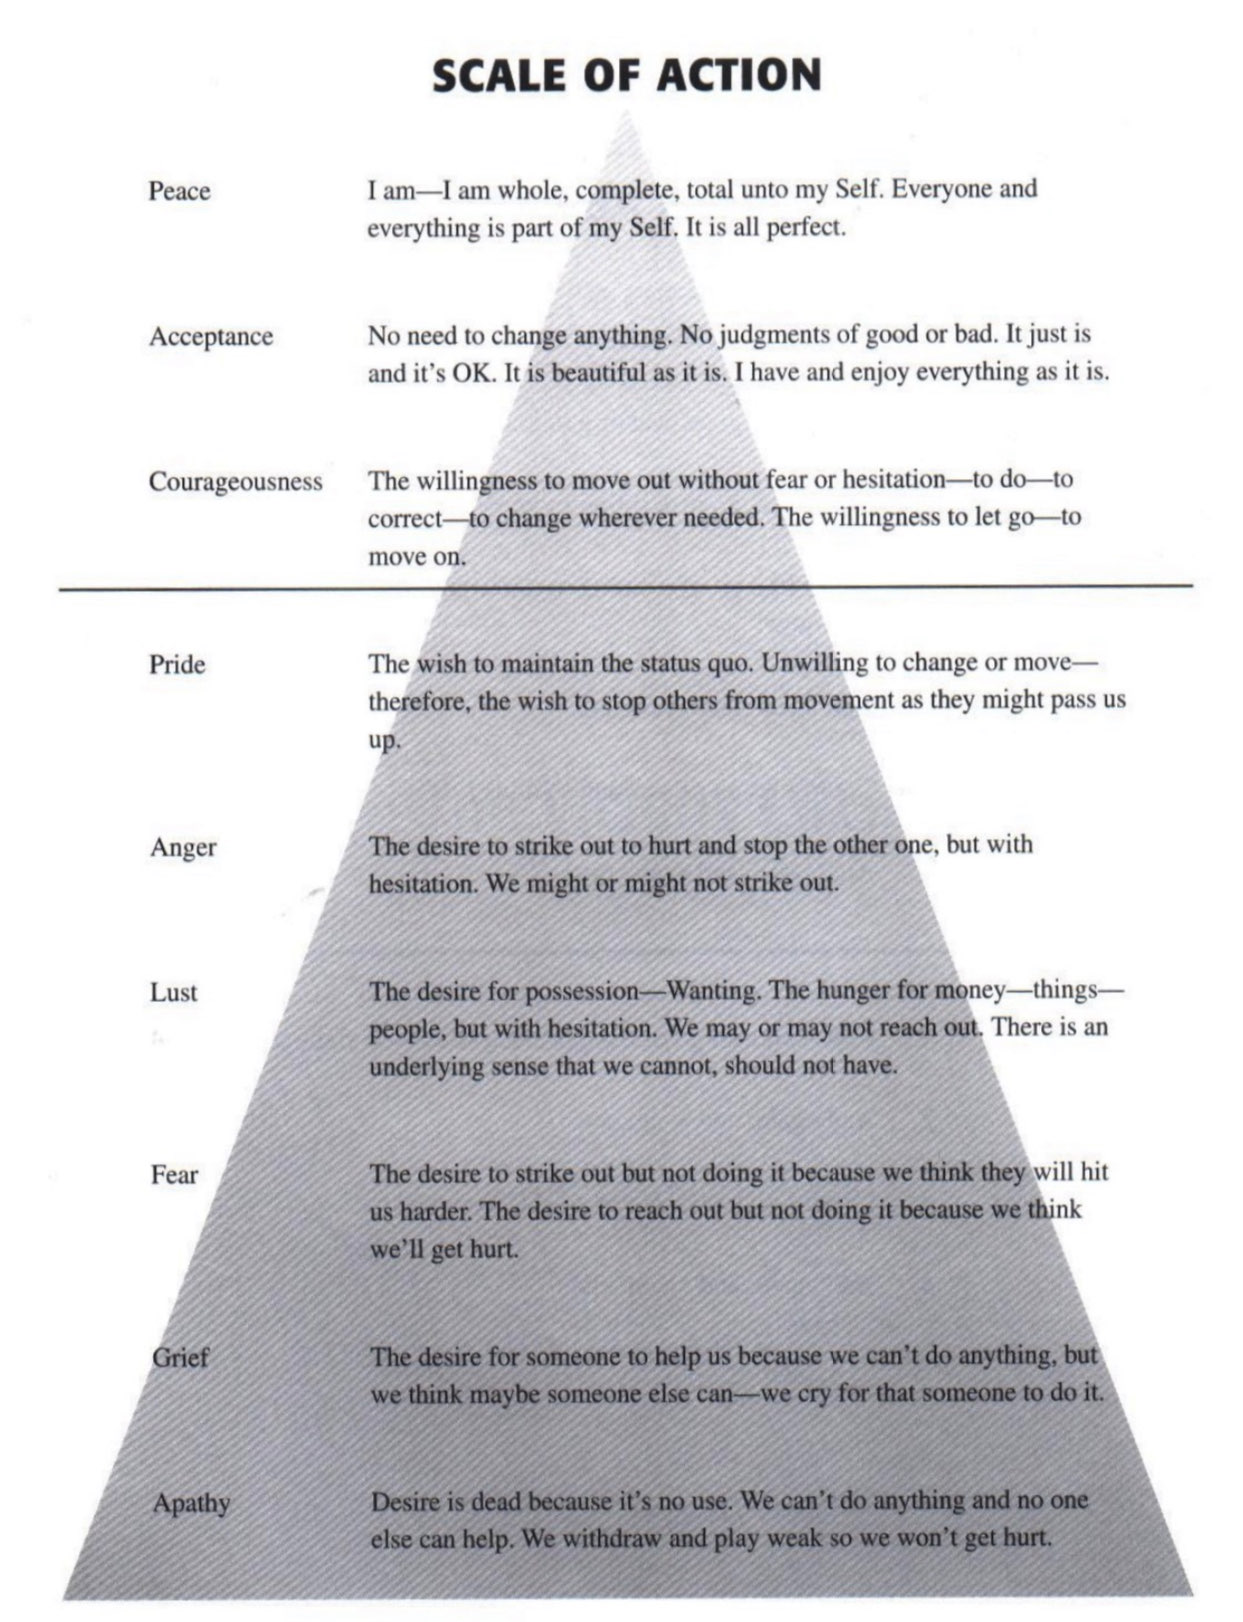 SCALE OF ACTION
Peace I am—I am whole, complete, total unto my Self. Everyone and
everything is part of my Self. It is all perfect.
Acceptance No need to change anything. No judgments of good or bad. It just is
and it's OK. It is beautiful as it is. I have and enjoy everything as it is.
Courageousness The willingness to move out without fear or hesitation—to do—to
correct—to change wherever needed. The willingness to let go—to
move on.
Pride The wish to maintain the status quo. Unwilling to change or move—
therefore, the wish to stop others from movement as they might pass us
up.
Anger The desire to strike out to hurt and stop the other one, but with
hesitation. We might or might not strike out.
Lust The desire for possession—Wanting. The hunger for money—things—
people, but with hesitation. We may or may not reach out. There is an
underlying sense that we cannot, should not have.
Fear The desire to strike out but not doing it because we think they will hit
us harder. The desire to reach out but not doing it because we think
we'll get hurt.
Grief The desire for someone to help us because we can't do anything, but
we think maybe someone else can—we cry for that someone to do it.
Apathy Desire is dead because it's no use. We can't do anything and no one
else can help. We withdraw and play weak so we won't get hurt.